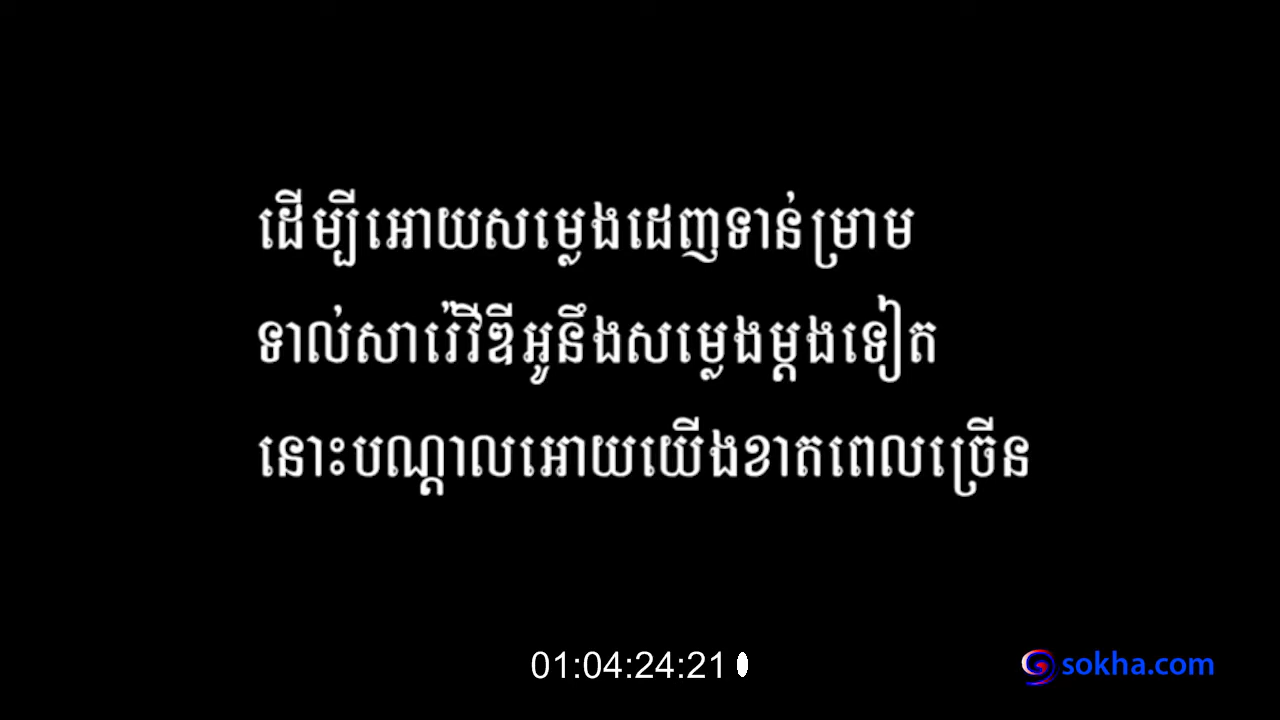 ដើម្បីអោយសម្លេងដេញទាន់ម្រាម
ទាល់សារ៉េវីឌីអូនឹងសម្លេងម្ដងទៀត
នោះបណ្ដាលអោយយើងខាតពេលច្រើន
01:04:24:21
sokha.com